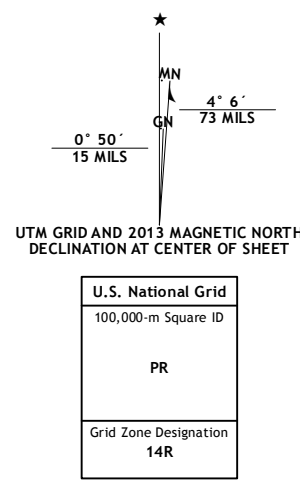 ★
MN
4° 6´
73 MILS
GN
0° 50´
15 MILS
UTM GRID AND 2013 MAGNETIC NORTH
DECLINATION AT CENTER OF SHEET
U.S. National Grid
100,000-m Square ID
PR
Grid Zone Designation
14R